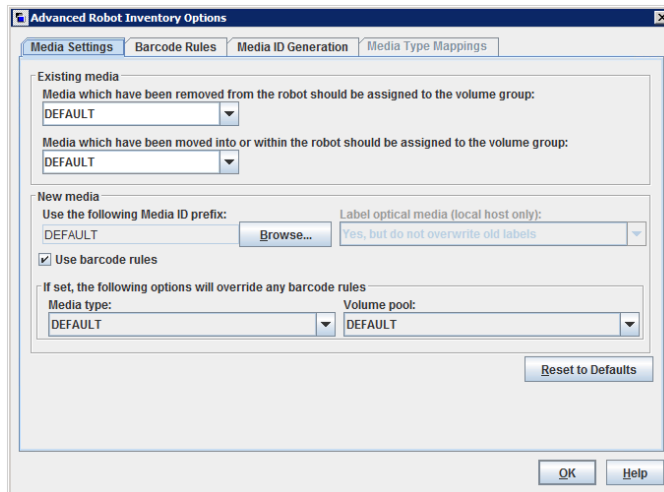 Advanced Robot Inventory Options
Media Settings Barcode Rules Media ID Generation Media Type Mappings
Existing media
Media which have been removed from the robot should be assigned to the volume group:
DEFAULT
Media which have been moved into or within the robot should be assigned to the volume group:
DEFAULT
New media
Use the following Media ID prefix: Label optical media (local host only):
DEFAULT Browse... Yes, but do not overwrite old labels
Use barcode rules
If set, the following options will override any barcode rules
Media type: Volume pool:
DEFAULT DEFAULT
Reset to Defaults
OK Help